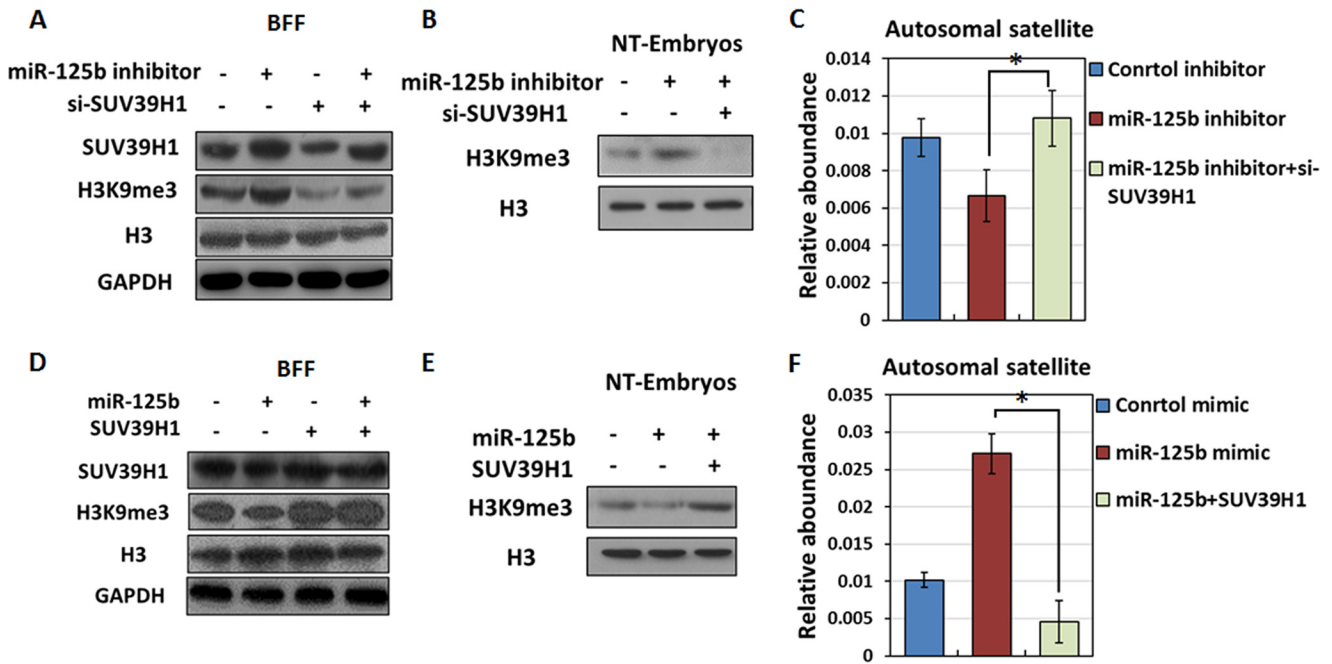 A
BFF
miR-125b inhibitor - + - +
si-SUV39H1 - - + +
SUV39H1
H3K9me3
H3
GAPDH
B
NT-Embryos
miR-125b inhibitor - + +
si-SUV39H1 - - +
H3K9me3
H3
C
Autosomal satellite
Relative aboundance
0.014
0.012
0.01
0.008
0.006
0.004
0.002
0
*
Conrtol inhibitor
miR-125b inhibitor
miR-125b inhibitor+si-
SUV39H1
D
BFF
miR-125b - + - +
SUV39H1 - - + +
SUV39H1
H3K9me3
H3
GAPDH
E
NT-Embryos
miR-125b - + +
SUV39H1 - - +
H3K9me3
H3
F
Autosomal satellite
Relative aboundance
0.035
0.03
0.025
0.02
0.015
0.01
0.005
0
*
Conrtol mimic
miR-125b mimic
miR-125b+SUV39H1